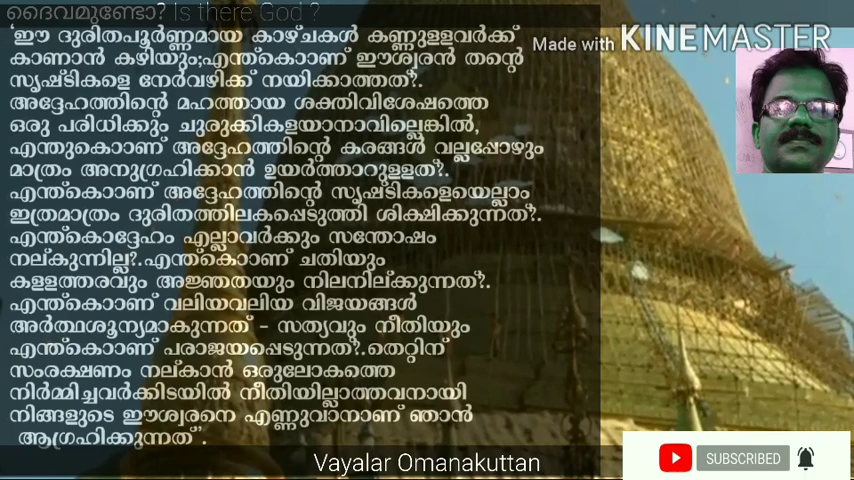 ദൈവമുണ്ടോ? Is there God ?
'ഈ ദുരിതപൂർണ്ണമായ കാഴ്ചകൾ കണ്ണുളളവർക്ക്
കാണാൻ കഴിയും;എന്ത്കൊാണ് ഈശ്വരൻ തന്റെ
സൃഷ്ടികളെ നേർവഴിക്ക് നയിക്കാത്തത്?.
അദ്ദേഹത്തിന്റെ മഹത്തായ ശക്തിവിശേഷത്തെ
ഒരു പരിധിക്കും ചുരുക്കികളയാനാവില്ലെങ്കിൽ,
എന്തുകൊാണ് അദ്ദേഹത്തിന്റെ കരങ്ങൾ വല്ലപ്പോഴും
മാത്രം അനുഗ്രഹിക്കാൻ ഉയർത്താറുളളത്?.
എന്ത്കൊാണ് അദ്ദേഹത്തിന്റെ സൃഷ്ടികളെയെല്ലാം
ഇത്രമാത്രം ദുരിതത്തിലകപ്പെടുത്തി ശിക്ഷിക്കുന്നത്?.
എന്ത്കൊദ്ദേഹം എല്ലാവർക്കും സന്തോഷം
നല്കുന്നില്ല?.എന്ത്കൊാണ് ചതിയും
കളളത്തരവും അജ്ഞതയും നിലനില്ക്കുന്നത്?.
എന്ത്കൊാണ് വലിയവലിയ വിജയങ്ങൾ
അർത്ഥശൂന്യമാകുന്നത് - സത്യവും നീതിയും
എന്ത്കൊാണ് പരാജയപ്പെടുന്നത്?.തെറ്റിന്
സംരക്ഷണം നല്കാൻ ഒരുലോകത്തെ
നിർമ്മിച്ചവർക്കിടയിൽ നീതിയില്ലാത്തവനായി
നിങ്ങളുടെ ഈശ്വരനെ എണ്ണുവാനാണ് ഞാൻ
ആഗ്രഹിക്കുന്നത്".
Made with KINEMASTER
Vayalar Omanakuttan
SUBSCRIBED